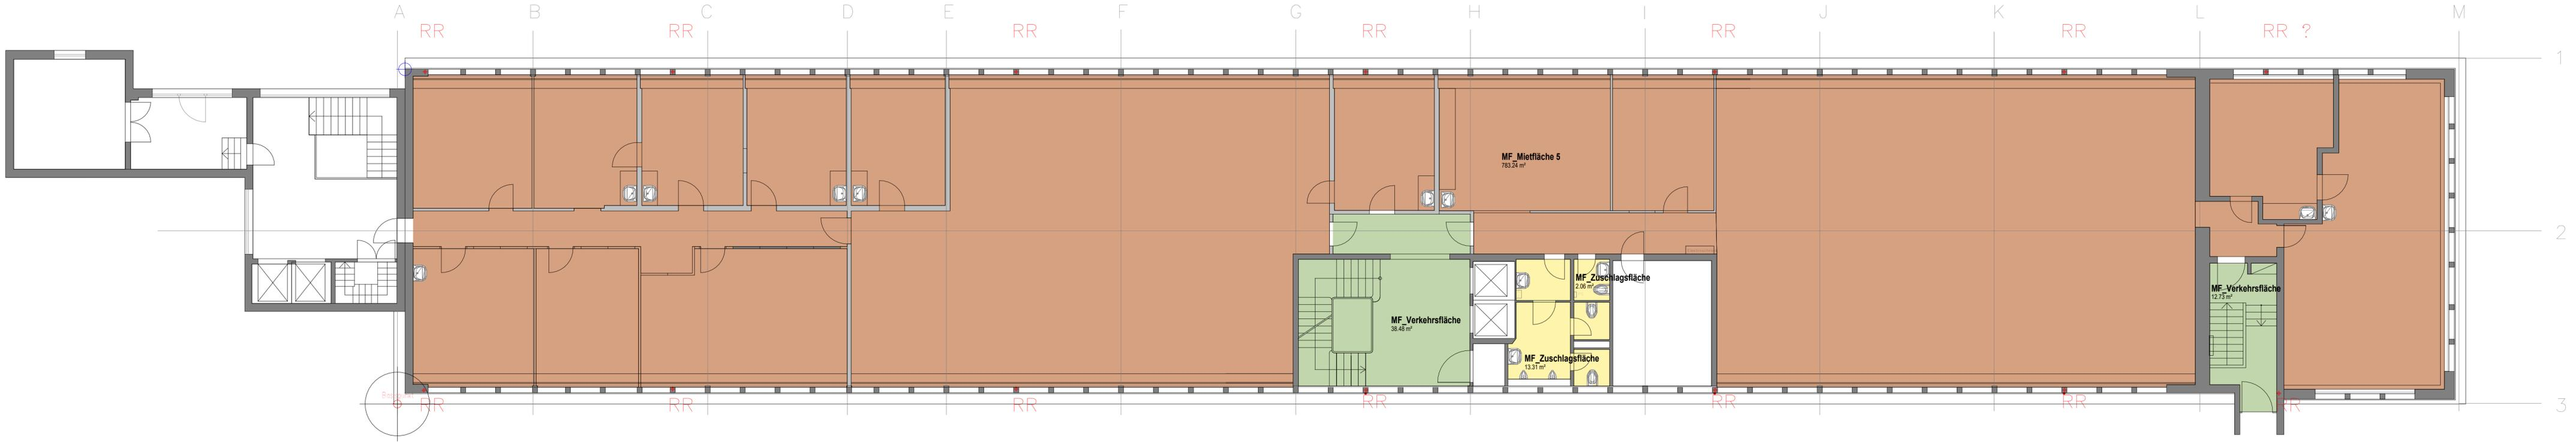 A B C D E F G H I J K L M
RR RR RR RR RR RR RR ?
1
MF_Mietfläche 5
783.24 m²
2
MF_Zuschlagsfläche
2.06 m²
MF_Verkehrsfläche
12.73 m²
MF_Verkehrsfläche
38.48 m²
MF_Zuschlagsfläche
13.31 m²
RR RR RR RR RR RR RR
3